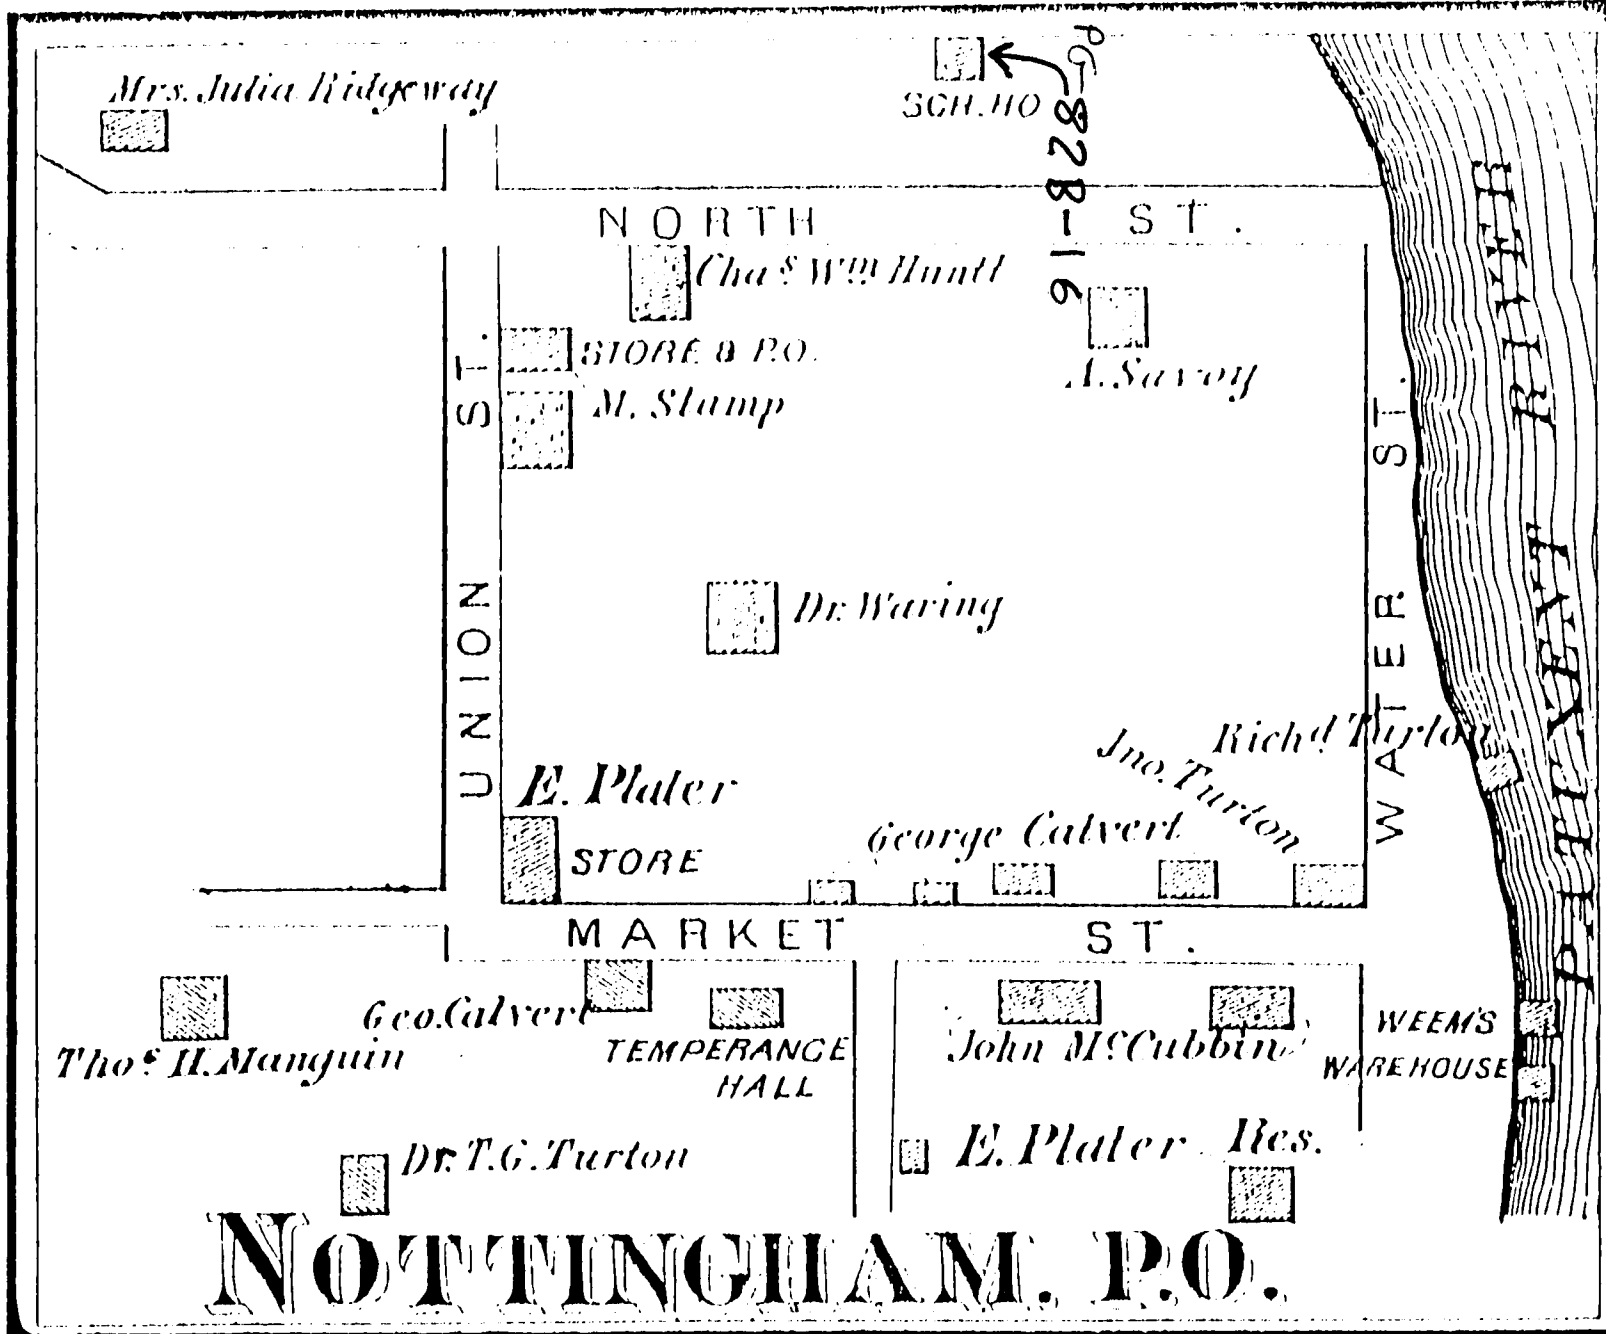 Mrs. Julia Ridgeway
SCH. HO
PG-82B-16
NORTH ST.
Chas Wm Huntt
STORE & P.O.
M. Stamp
A. Savoy
UNION ST.
WATER ST.
PATUXENT RIVER
Dr. Waring
E. Plater
STORE
George Calvert
Jno. Turton
Richd Turton
MARKET ST.
Thos H. Manguin
Geo. Calvert
TEMPERANCE
HALL
John McCubbin
WEEM'S
WAREHOUSE
Dr. T. G. Turton
E. Plater Res.
NOTTINGHAM. P.O.